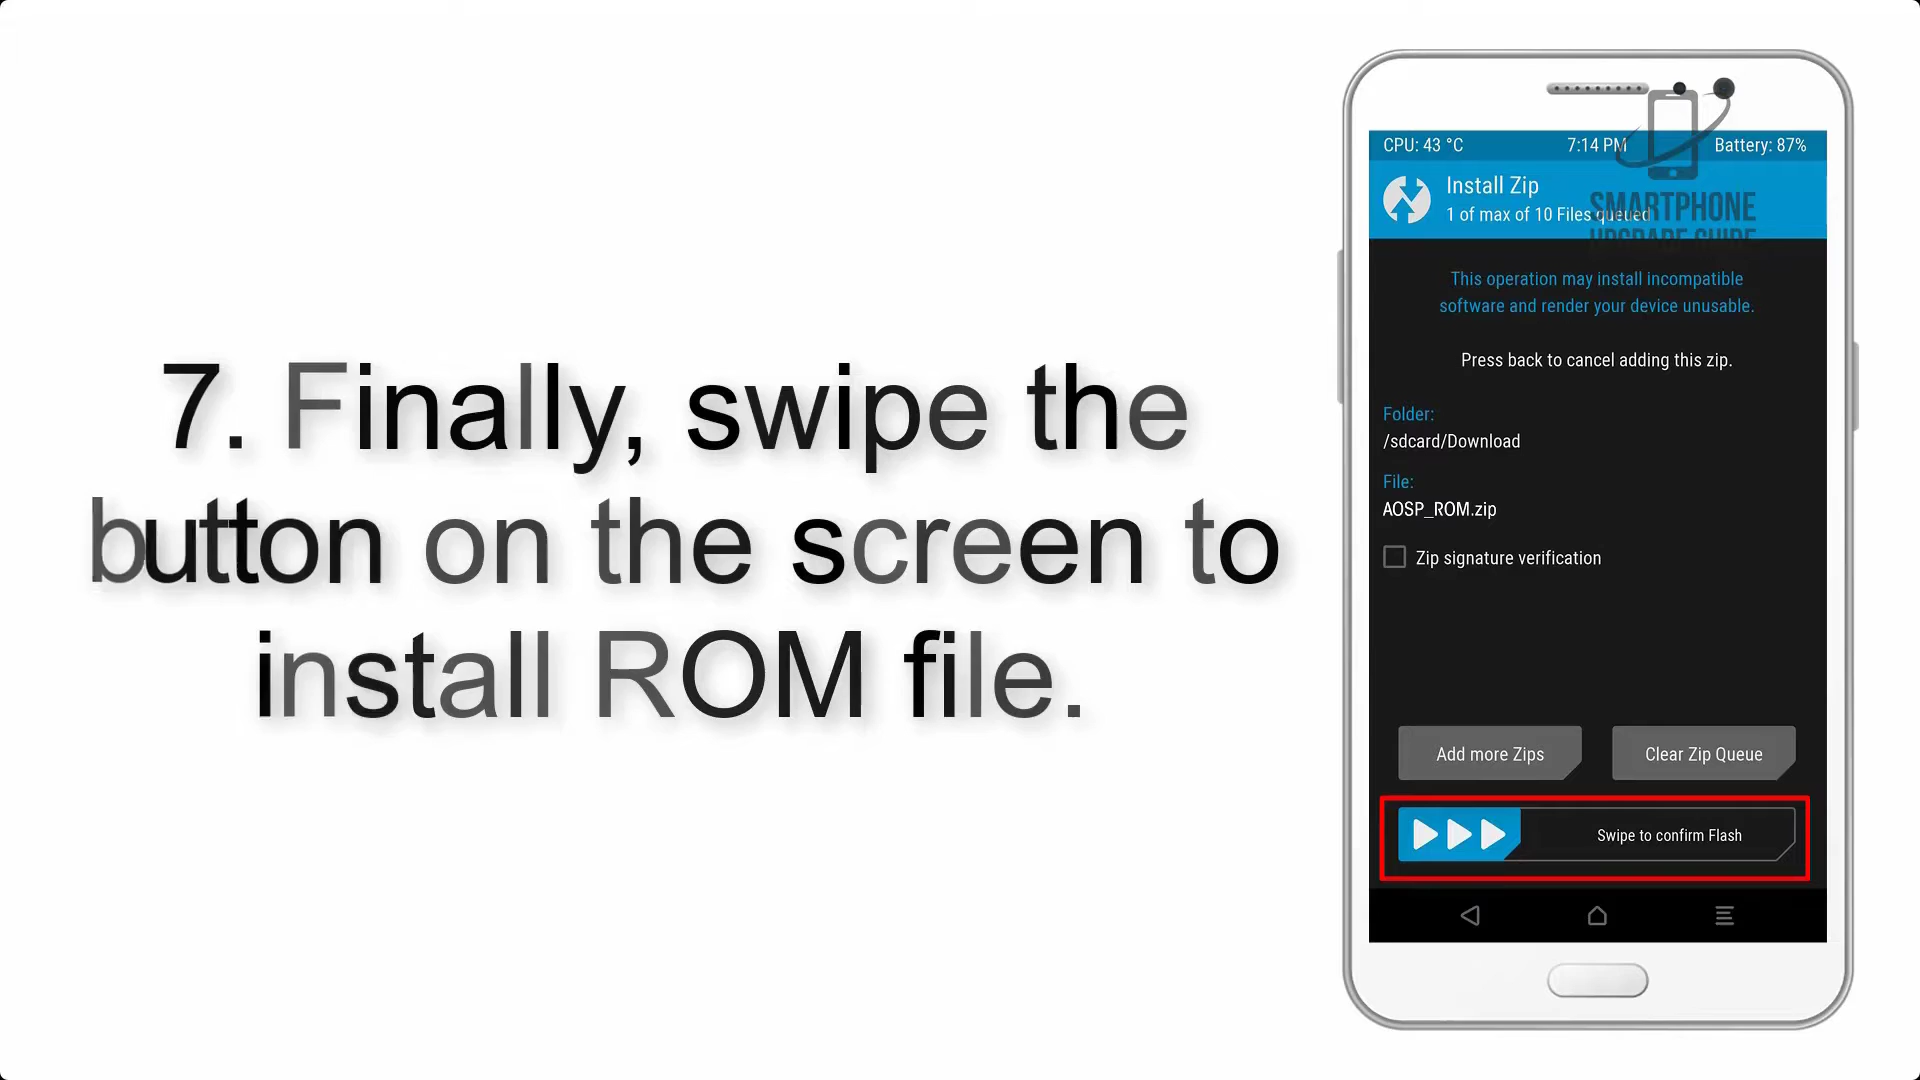 7. Finally, swipe the
button on the screen to
install ROM file.
CPU: 43 °C 7:14 PM Battery: 87%
Install Zip
1 of max of 10 Files queued
SMARTPHONE
UPGRADE GUIDE
This operation may install incompatible
software and render your device unusable.
Press back to cancel adding this zip.
Folder:
/sdcard/Download
File:
AOSP_ROM.zip
Zip signature verification
Add more Zips Clear Zip Queue
Swipe to confirm Flash